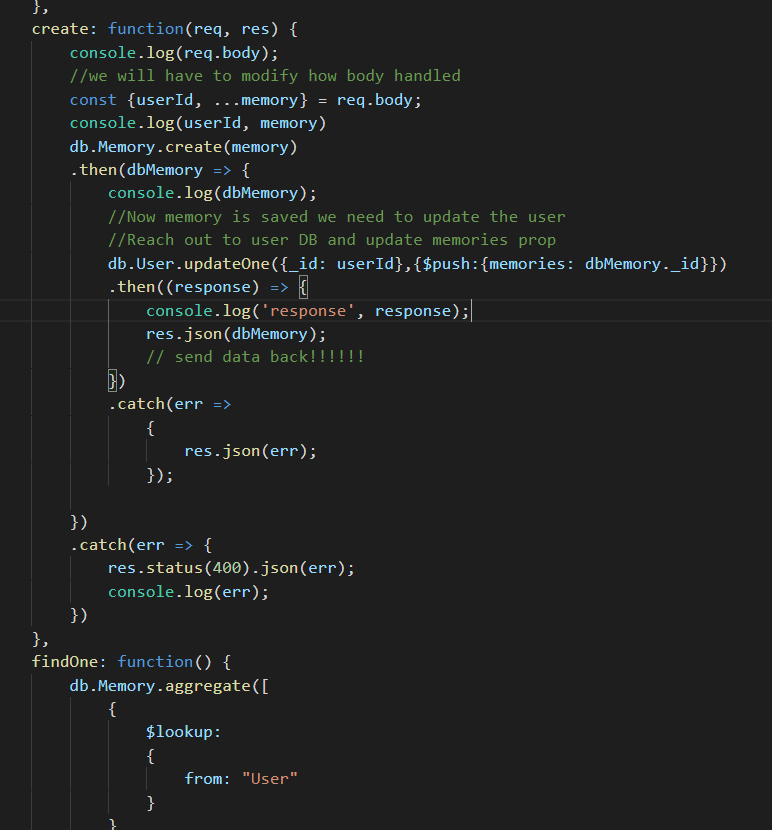 },
create: function(req, res) {
console.log(req.body);
//we will have to modify how body handled
const {userId, ...memory} = req.body;
console.log(userId, memory)
db.Memory.create(memory)
.then(dbMemory => {
console.log(dbMemory);
//Now memory is saved we need to update the user
//Reach out to user DB and update memories prop
db.User.updateOne({_id: userId},{$push:{memories: dbMemory._id}})
.then((response) => {
console.log('response', response);
res.json(dbMemory);
// send data back!!!!!!
})
.catch(err =>
{
res.json(err);
});
})
.catch(err => {
res.status(400).json(err);
console.log(err);
})
},
findOne: function() {
db.Memory.aggregate([
{
$lookup:
{
from: "User"
}
}